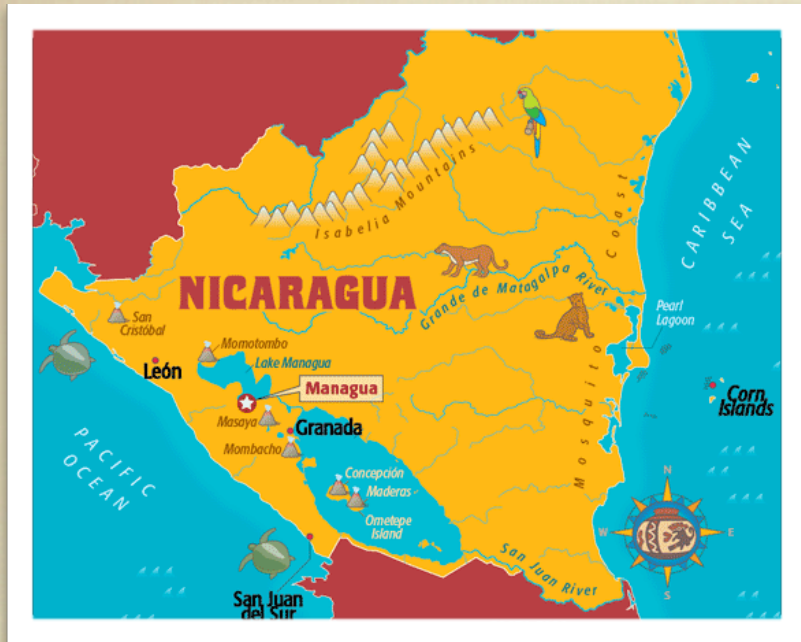 Isabelia Mountains
Coast
CARIBBEAN
SEA
NICARAGUA
Grande de Matagalpa River
San
Cristóbal
Pearl
Lagoon
Momotombo
Lake Managua
León
Managua
Corn
Islands
Masaya
Granada
Mosquito
Mombacho
PACIFIC
OCEAN
Concepción
Maderas
Ometepe
Island
N
W
E
S
San Juan River
San Juan
del Sur